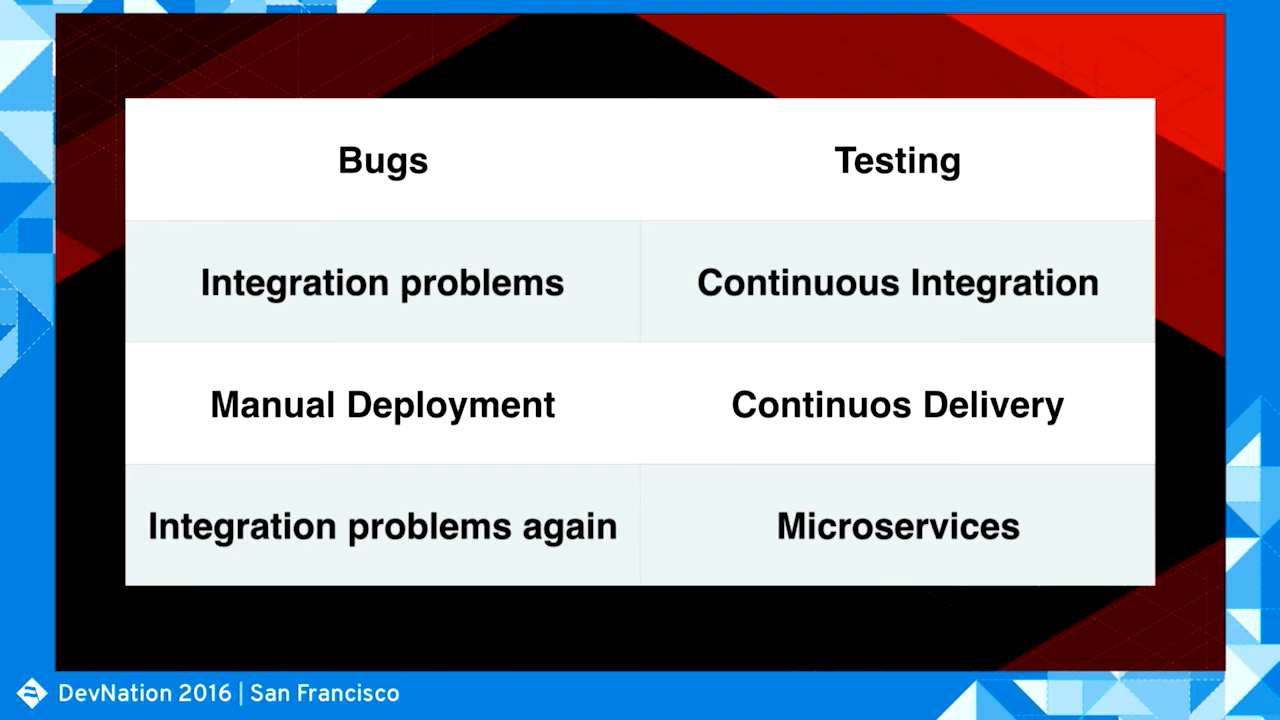 Bugs Testing
Integration problems Continuous Integration
Manual Deployment Continuos Delivery
Integration problems again Microservices
DevNation 2016 | San Francisco